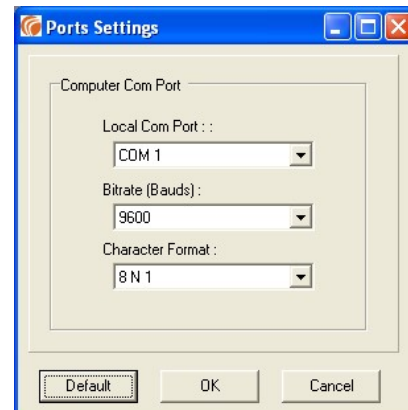 Ports Settings
Computer Com Port
Local Com Port : :
COM 1
Bitrate (Bauds) :
9600
Character Format :
8 N 1
Default OK Cancel